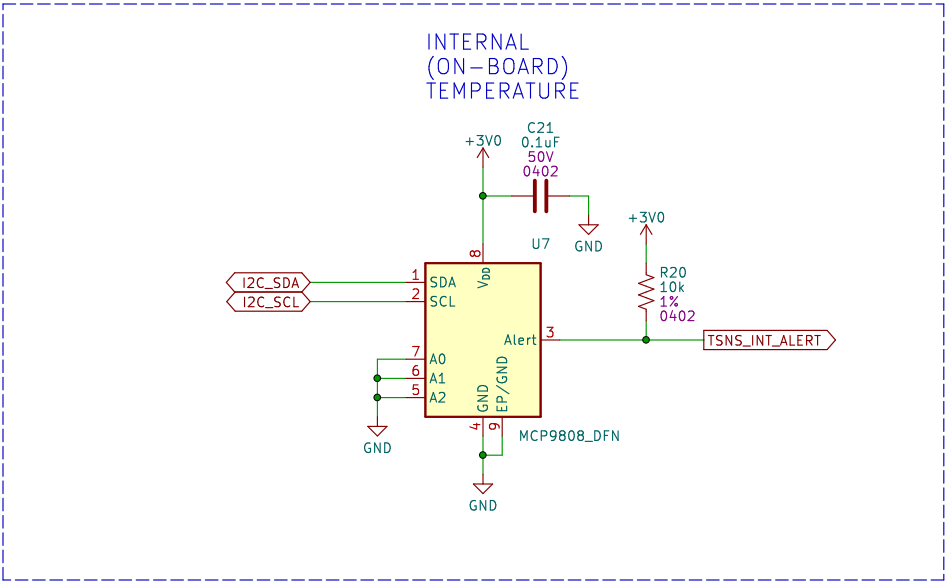 INTERNAL
(ON-BOARD)
TEMPERATURE
C21
0.1uF
50V
0402
+3V0
GND
U7
+3V0
R20
10k
1%
0402
8
VDD
I2C_SDA
1
SDA
I2C_SCL
2
SCL
Alert
3
TSNS_INT_ALERT
7
A0
6
A1
5
A2
GND
EP/GND
4
9
GND
MCP9808_DFN
GND